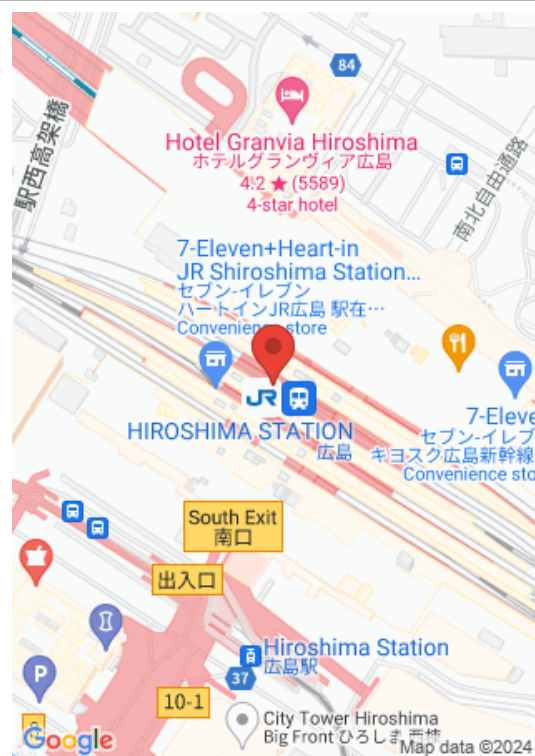 84
Hotel Granvia Hiroshima
ホテルグランヴィア広島
4.2 ★ (5589)
4-star hotel
駅西高架橋
南北自由通路
7-Eleven+Heart-in
JR Shiroshima Station...
セブン-イレブン
ハートインJR広島 駅在…
Convenience store
JR
HIROSHIMA STATION
広島
7-Eleve
セブン-イレブ
キヨスク広島新幹線
Convenience sto
South Exit
南口
出入口
Hiroshima Station
広島駅
37
P
10-1
City Tower Hiroshima
Big Front ひろしま
Google
Map data ©2024